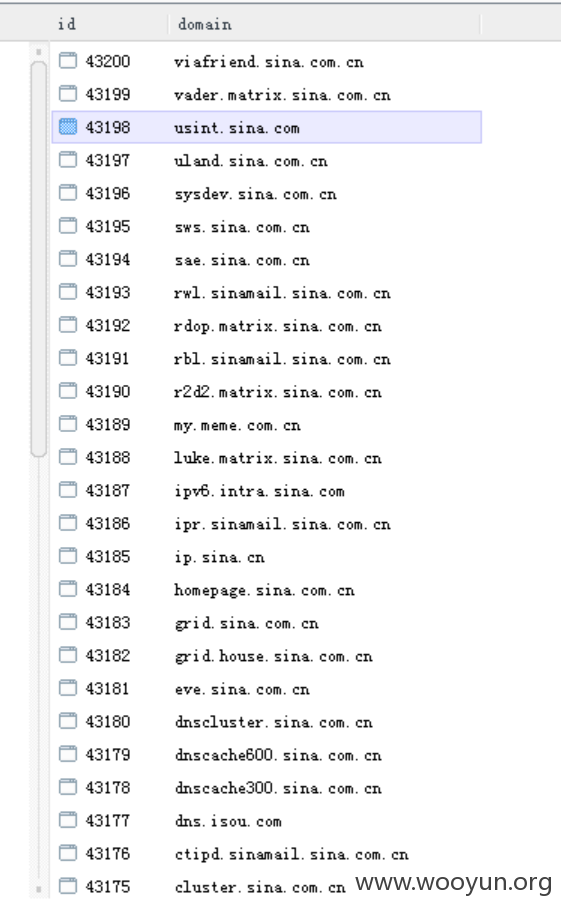 id domain
43200 viafriend.sina.com.cn
43199 vader.matrix.sina.com.cn
43198 usint.sina.com
43197 uland.sina.com.cn
43196 sysdev.sina.com.cn
43195 sws.sina.com.cn
43194 sae.sina.com.cn
43193 rwl.sinamail.sina.com.cn
43192 rdop.matrix.sina.com.cn
43191 rbl.sinamail.sina.com.cn
43190 r2d2.matrix.sina.com.cn
43189 my.meme.com.cn
43188 luke.matrix.sina.com.cn
43187 ipv6.intra.sina.com
43186 ipr.sinamail.sina.com.cn
43185 ip.sina.cn
43184 homepage.sina.com.cn
43183 grid.sina.com.cn
43182 grid.house.sina.com.cn
43181 eve.sina.com.cn
43180 dnscluster.sina.com.cn
43179 dnscache600.sina.com.cn
43178 dnscache300.sina.com.cn
43177 dns.isou.com
43176 ctipd.sinamail.sina.com.cn
43175 cluster.sina.com.cn
www.wooyun.org